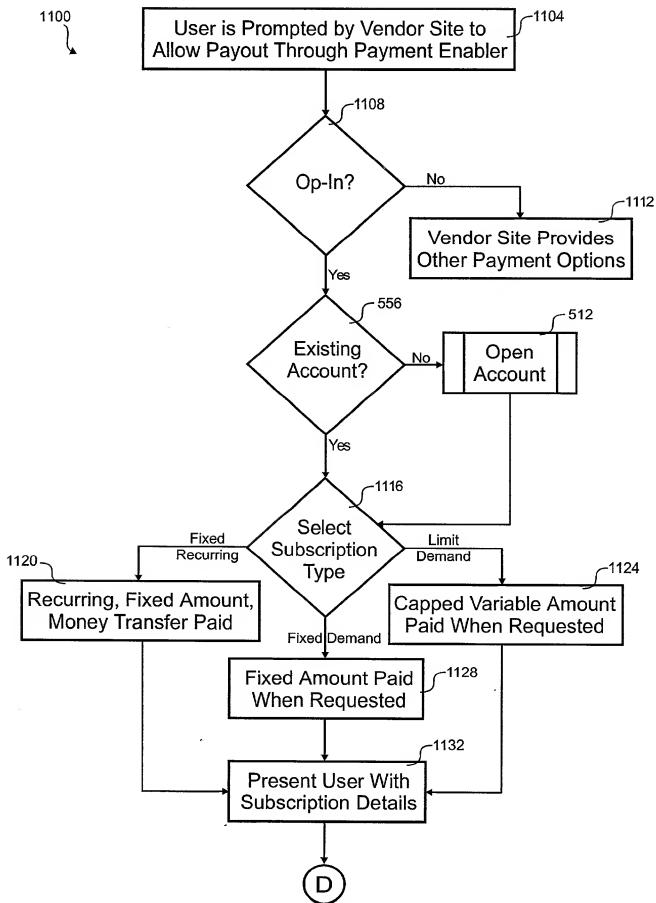 1100
1104
User is Prompted by Vendor Site to
Allow Payout Through Payment Enabler
1108
Op-In?
No
1112
Vendor Site Provides
Other Payment Options
Yes
556
Existing
Account?
No
512
Open
Account
Yes
1116
Select
Subscription
Type
Fixed
Recurring
Limit
Demand
1120
Recurring, Fixed Amount,
Money Transfer Paid
1124
Capped Variable Amount
Paid When Requested
Fixed Demand
1128
Fixed Amount Paid
When Requested
1132
Present User With
Subscription Details
D